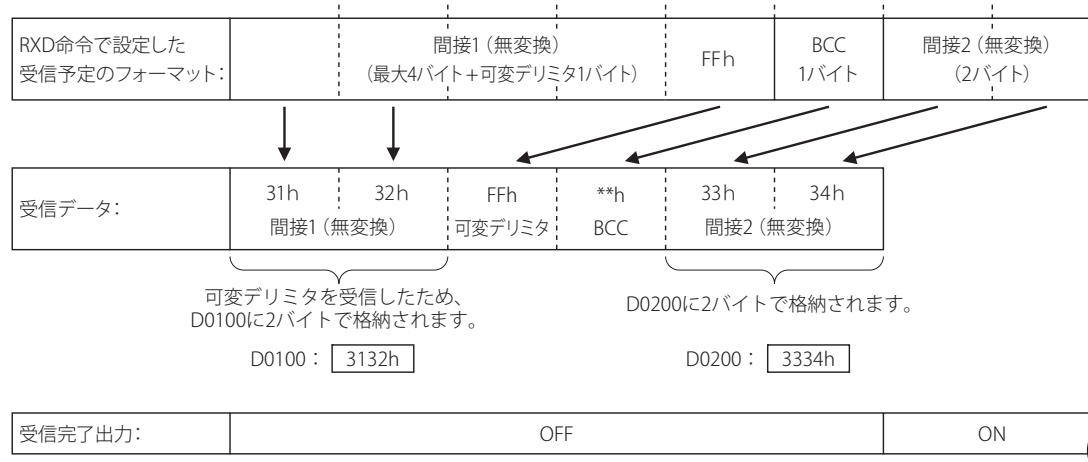 RXD命令で設定した
受信予定のフォーマット:
間接1（無変換）
（最大4バイト＋可変デリミタ1バイト）
FFh
BCC
1バイト
間接2（無変換）
（2バイト）
受信データ:
31h 32h FFh **h 33h 34h
間接1（無変換） 可変デリミタ BCC 間接2（無変換）
可変デリミタを受信したため、
D0100に2バイトで格納されます。
D0200に2バイトで格納されます。
D0100： 3132h
D0200： 3334h
受信完了出力: OFF ON